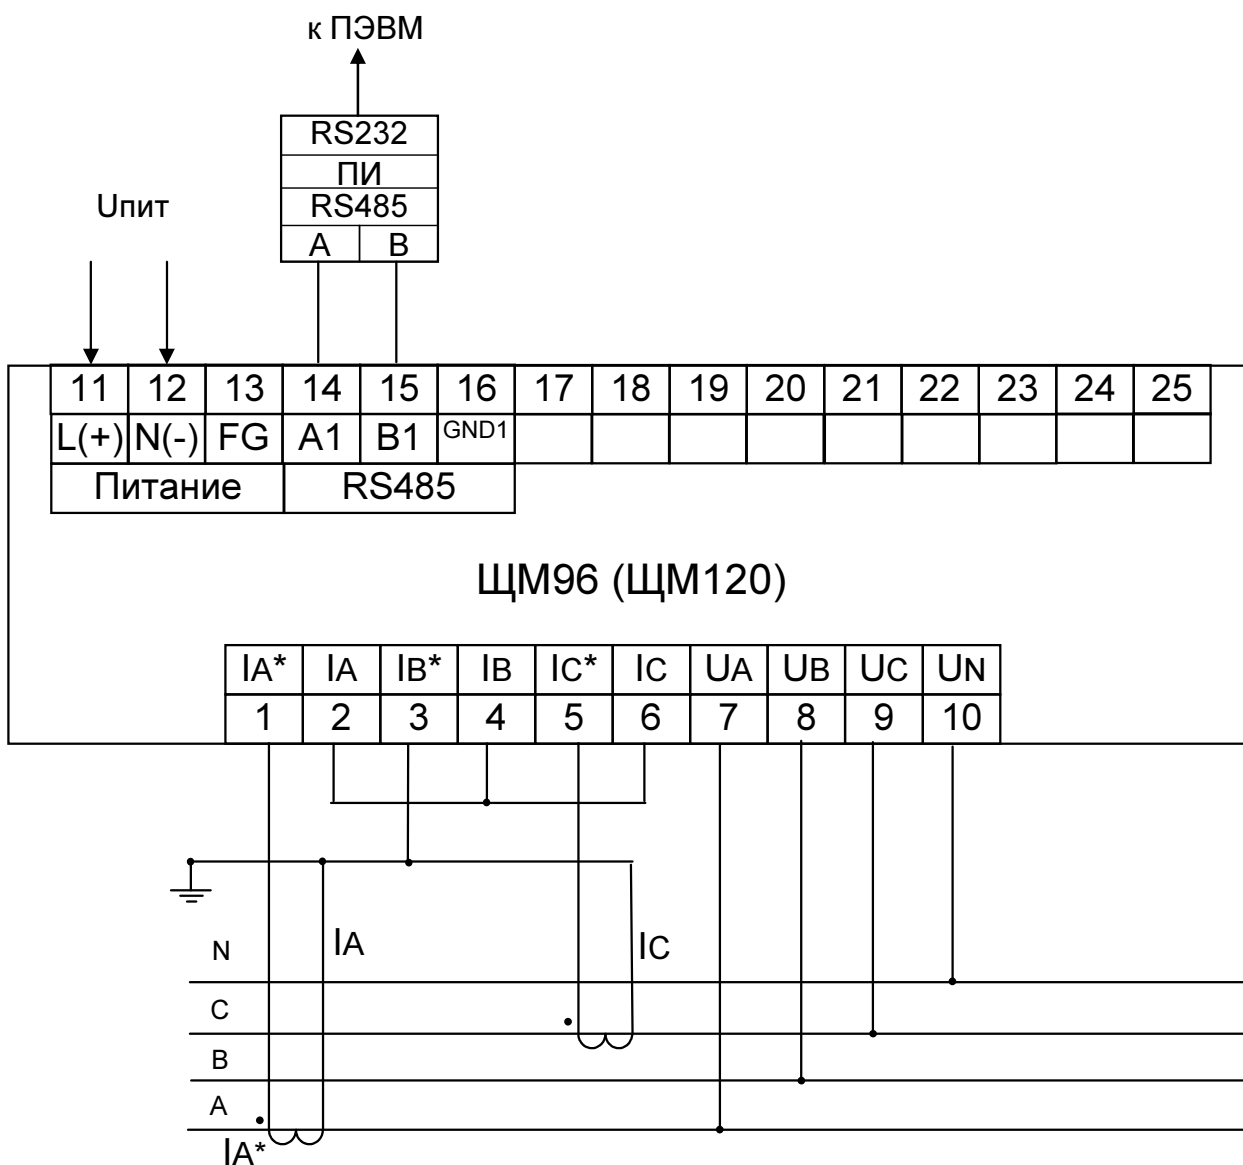 к ПЭВМ
RS232
ПИ
RS485
A B
Uпит
11 12 13 14 15 16 17 18 19 20 21 22 23 24 25
L(+) N(-) FG A1 B1 GND1
Питание RS485
ЩМ96 (ЩМ120)
IA* IA IB* IB IC* IC UA UB UC UN
1 2 3 4 5 6 7 8 9 10
N IA IC
C
B
A
IA*